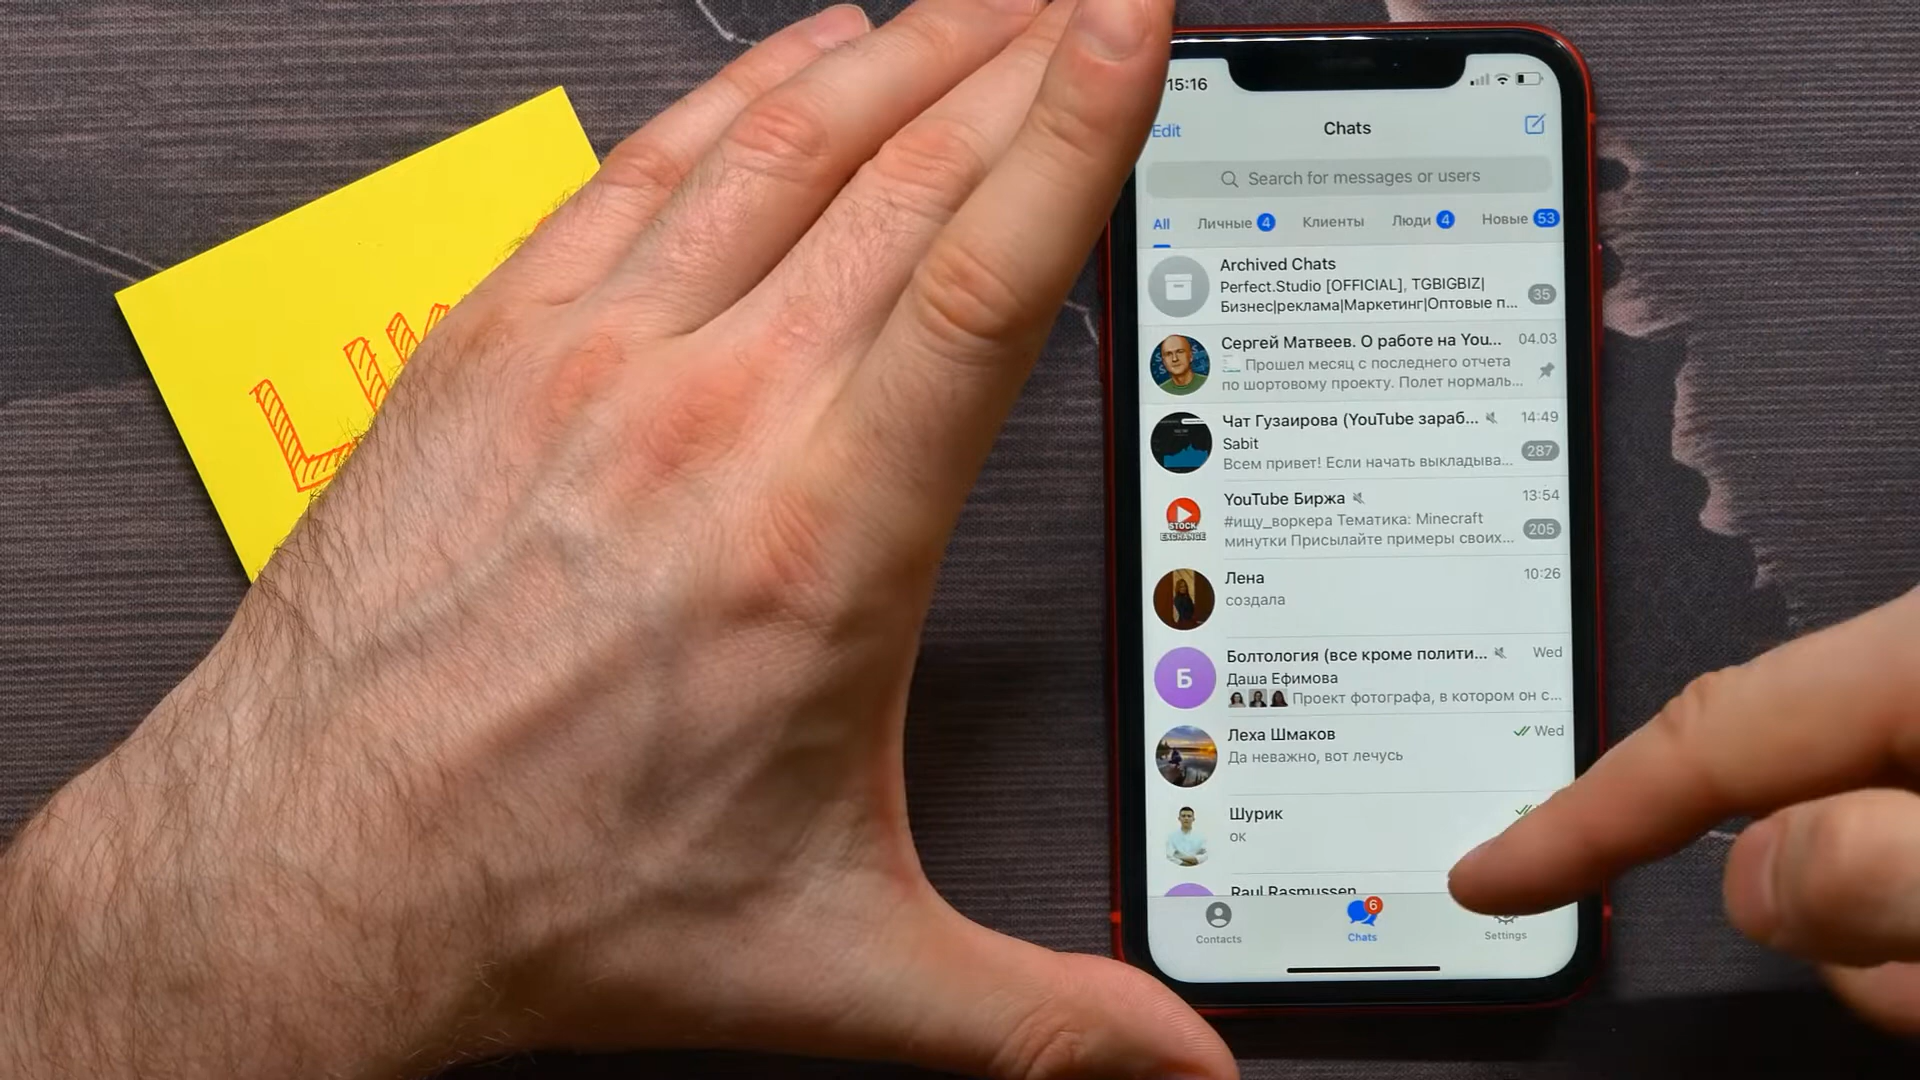 15:16
Edit
Chats
Search for messages or users
All Личные 4 Клиенты Люди 4 Новые 53
Archived Chats
Perfect.Studio [OFFICIAL], TGBIGBIZ|
Бизнес|реклама|Маркетинг|Оптовые п...
35
Сергей Матвеев. О работе на You... 04.03
Прошел месяц с последнего отчета
по шортовому проекту. Полет нормаль...
Чат Гузаирова (YouTube зараб... 14:49
Sabit
Всем привет! Если начать выкладыва...
287
YouTube Биржа 13:54
#ищу_воркера Тематика: Minecraft
минутки Присылайте примеры своих...
205
STOCK
EXCHANGE
Лена 10:26
создала
Б
Болтология (все кроме полити... Wed
Даша Ефимова
Проект фотографа, в котором он с...
Леха Шмаков Wed
Да неважно, вот лечусь
Шурик
ок
Raul Rasmussen
6
Contacts Chats Settings